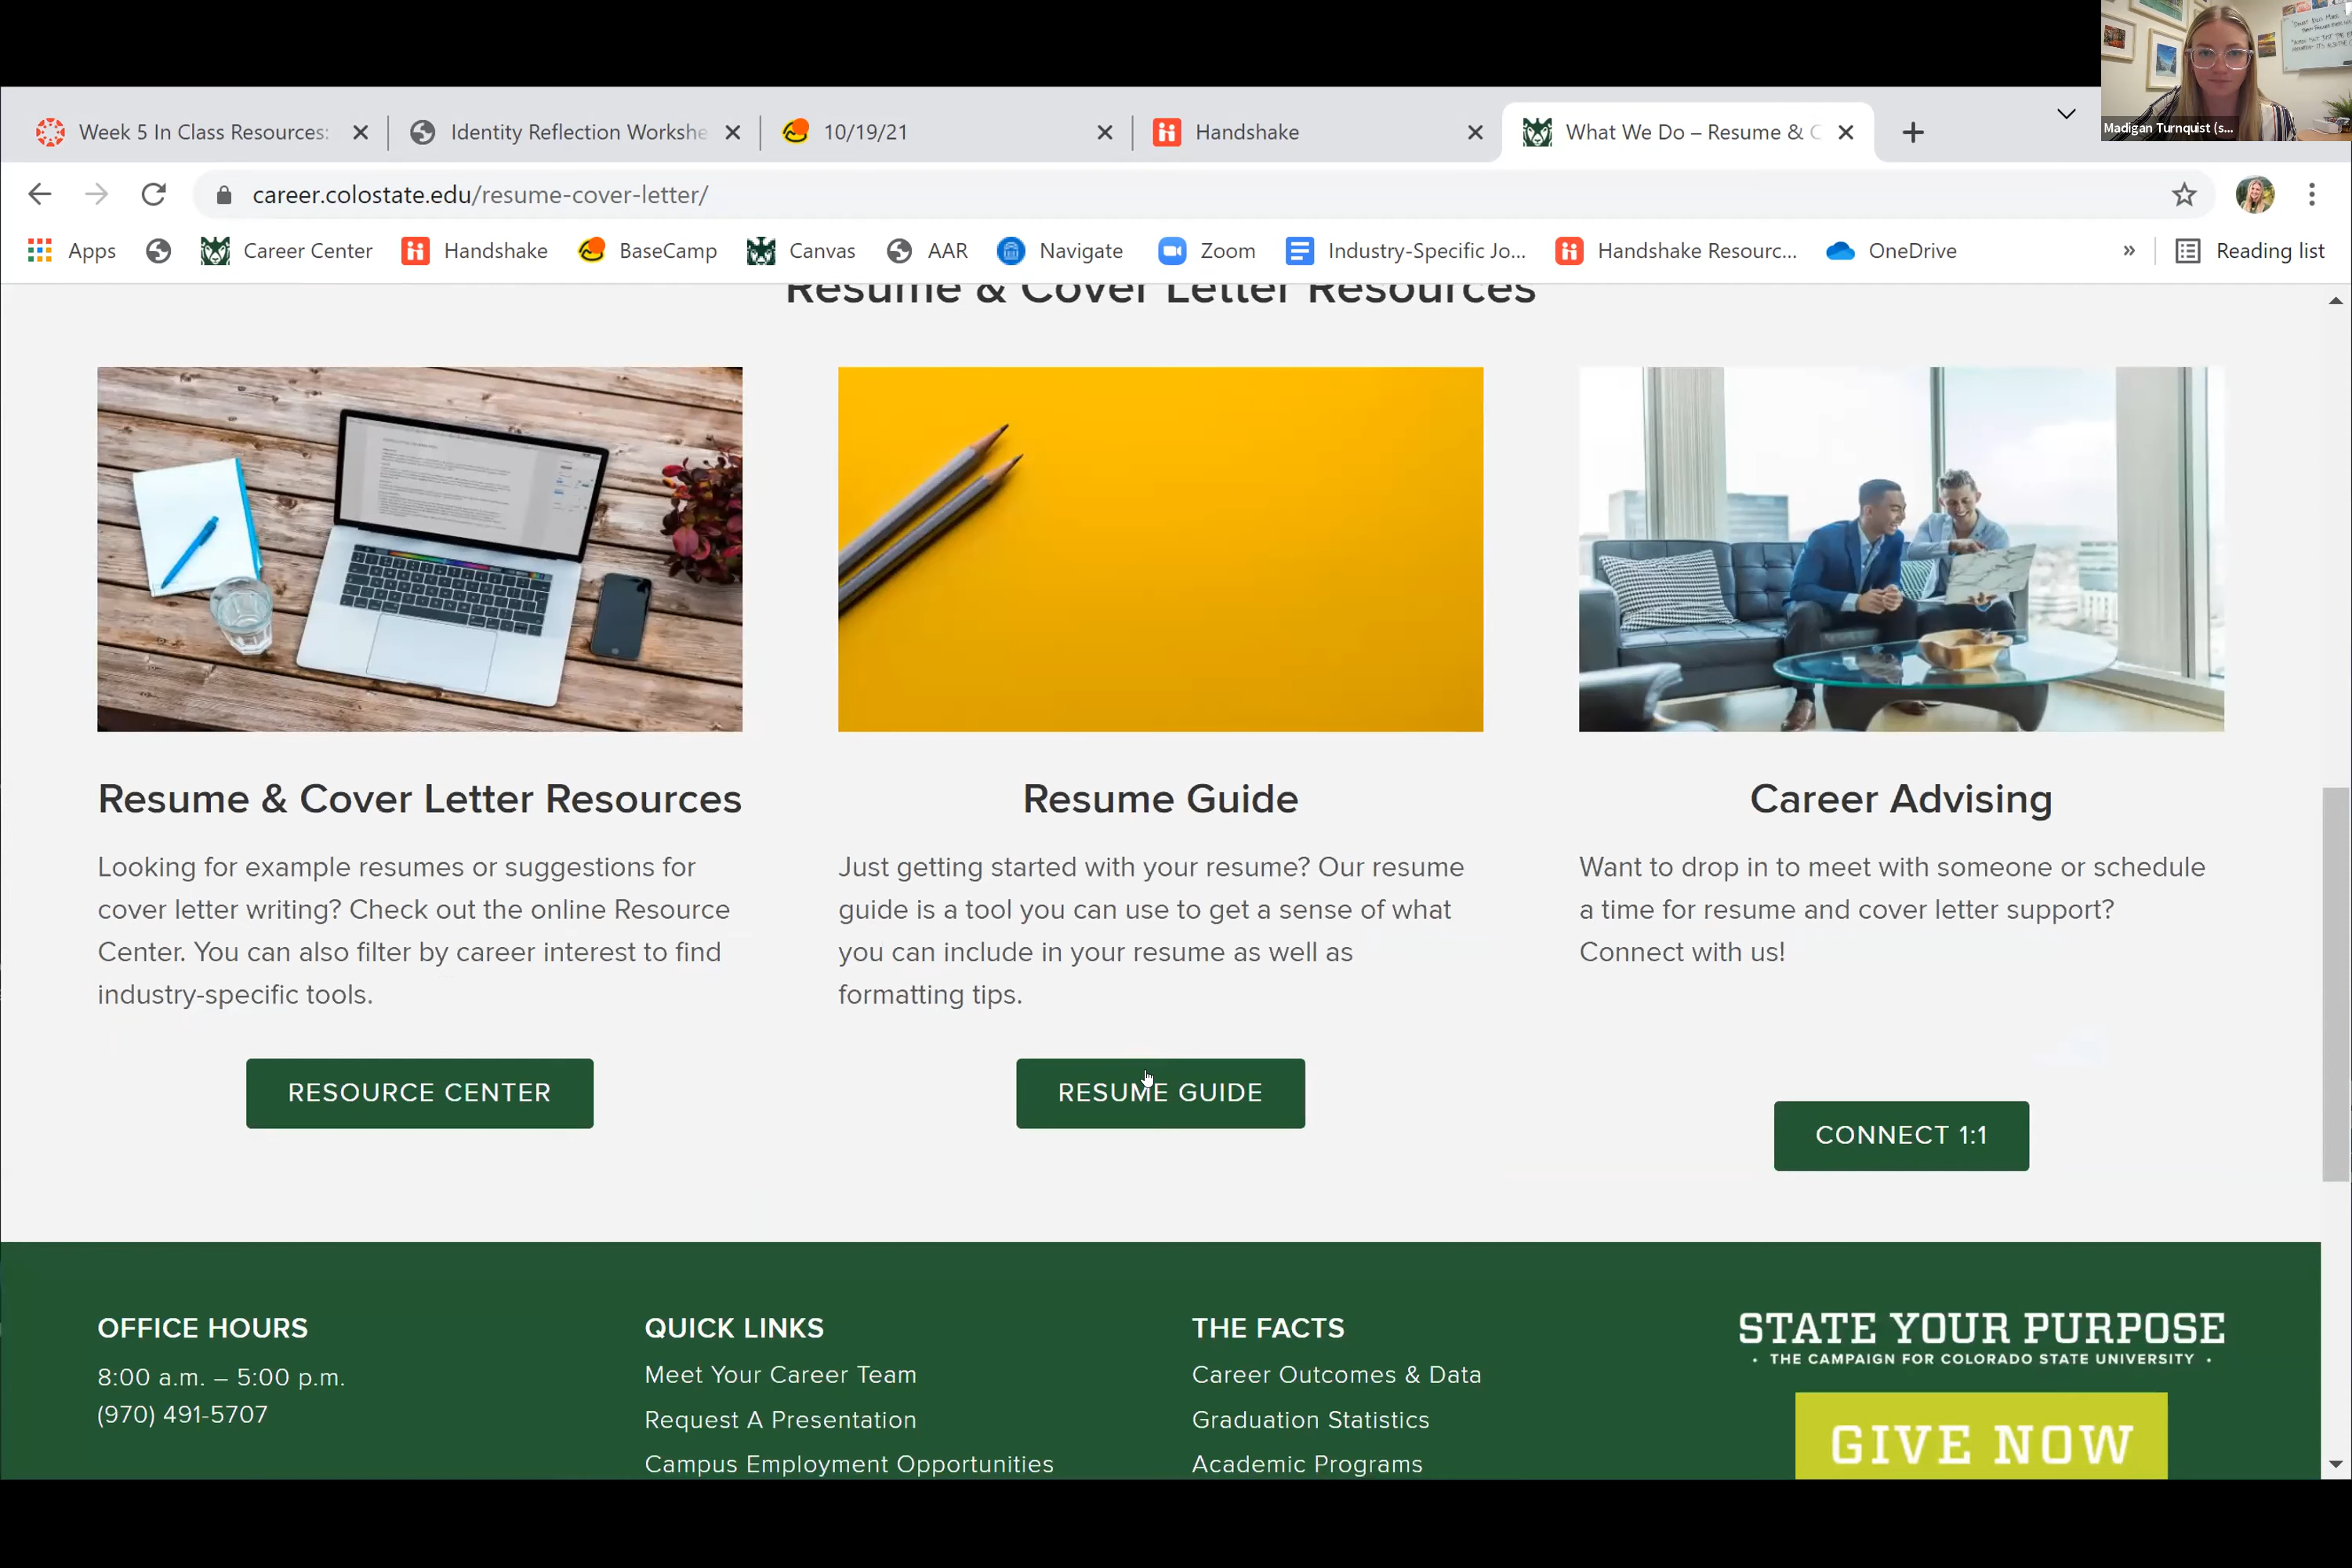 Madigan Turnquist (s...
Week 5 In Class Resources:
Identity Reflection Workshe
10/19/21
Handshake
What We Do – Resume & C
career.colostate.edu/resume-cover-letter/
Apps
Career Center
Handshake
BaseCamp
Canvas
AAR
Navigate
Zoom
Industry-Specific Jo...
Handshake Resourc...
OneDrive
»
Reading list
Resume & Cover Letter Resources
Resume & Cover Letter Resources
Looking for example resumes or suggestions for
cover letter writing? Check out the online Resource
Center. You can also filter by career interest to find
industry-specific tools.
RESOURCE CENTER
Resume Guide
Just getting started with your resume? Our resume
guide is a tool you can use to get a sense of what
you can include in your resume as well as
formatting tips.
RESUME GUIDE
Career Advising
Want to drop in to meet with someone or schedule
a time for resume and cover letter support?
Connect with us!
CONNECT 1:1
OFFICE HOURS
8:00 a.m. – 5:00 p.m.
(970) 491-5707
QUICK LINKS
Meet Your Career Team
Request A Presentation
Campus Employment Opportunities
THE FACTS
Career Outcomes & Data
Graduation Statistics
Academic Programs
STATE YOUR PURPOSE
• THE CAMPAIGN FOR COLORADO STATE UNIVERSITY •
GIVE NOW